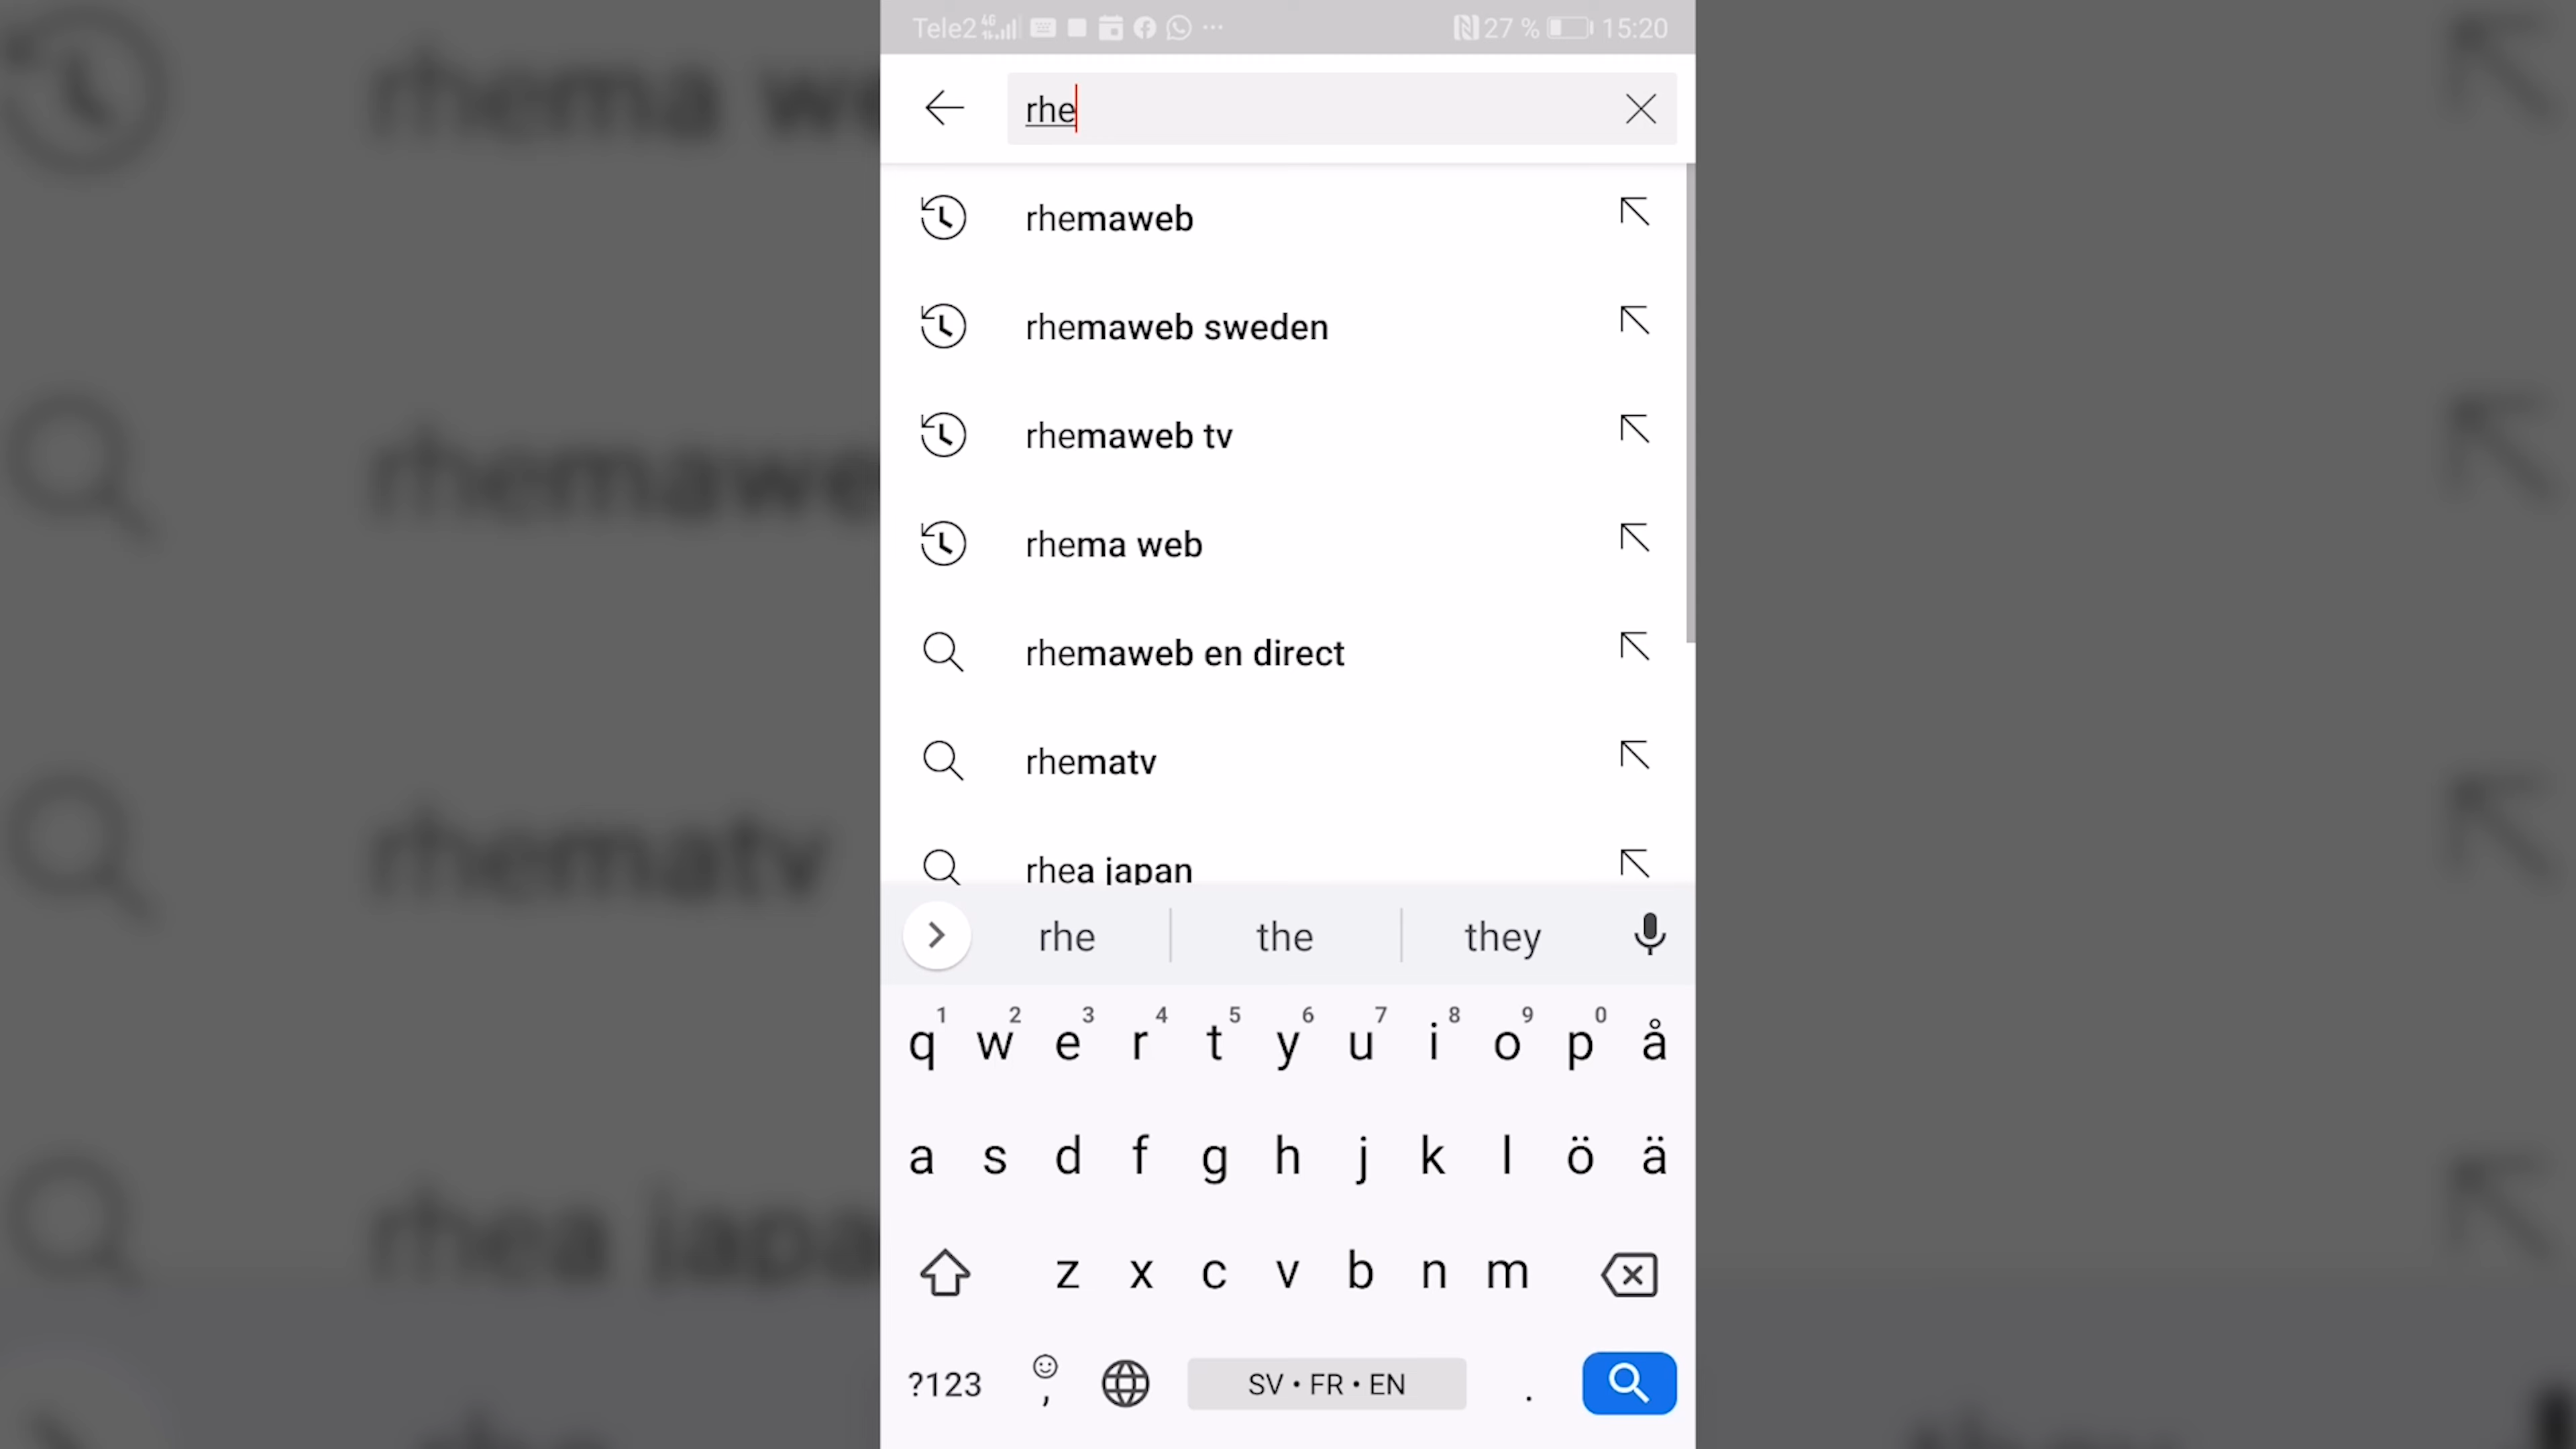 Tele2 4G 27 % 15:20
rhe
rhemaweb
rhemaweb sweden
rhemaweb tv
rhema web
rhemaweb en direct
rhematv
rhea japan
rhe the they
1 2 3 4 5 6 7 8 9 0
q w e r t y u i o p å
a s d f g h j k l ö ä
z x c v b n m
?123 , SV • FR • EN .